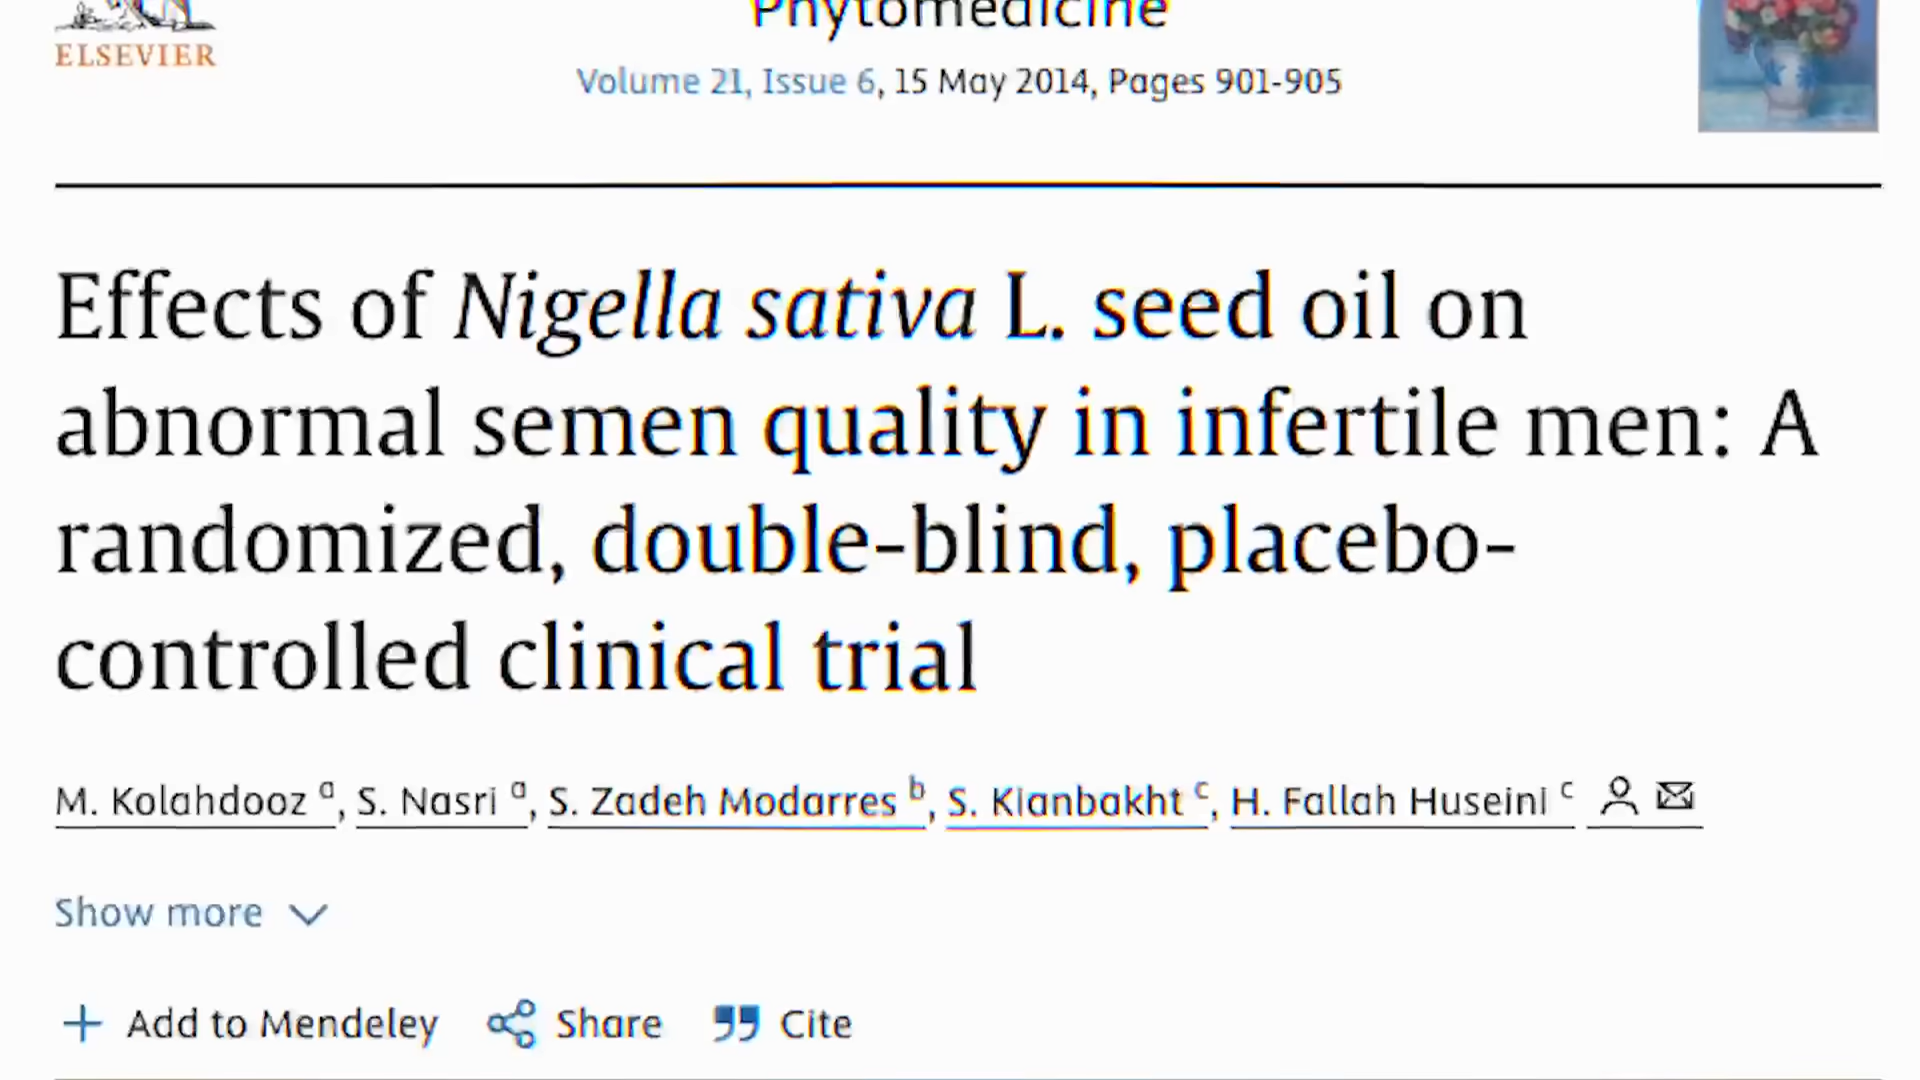 Phytomedicine
ELSEVIER
Volume 21, Issue 6, 15 May 2014, Pages 901-905
Effects of Nigella sativa L. seed oil on
abnormal semen quality in infertile men: A
randomized, double-blind, placebo-
controlled clinical trial
M. Kolahdooz a, S. Nasri a, S. Zadeh Modarres b, S. Kianbakht c, H. Fallah Huseini c
Show more
Add to Mendeley Share Cite